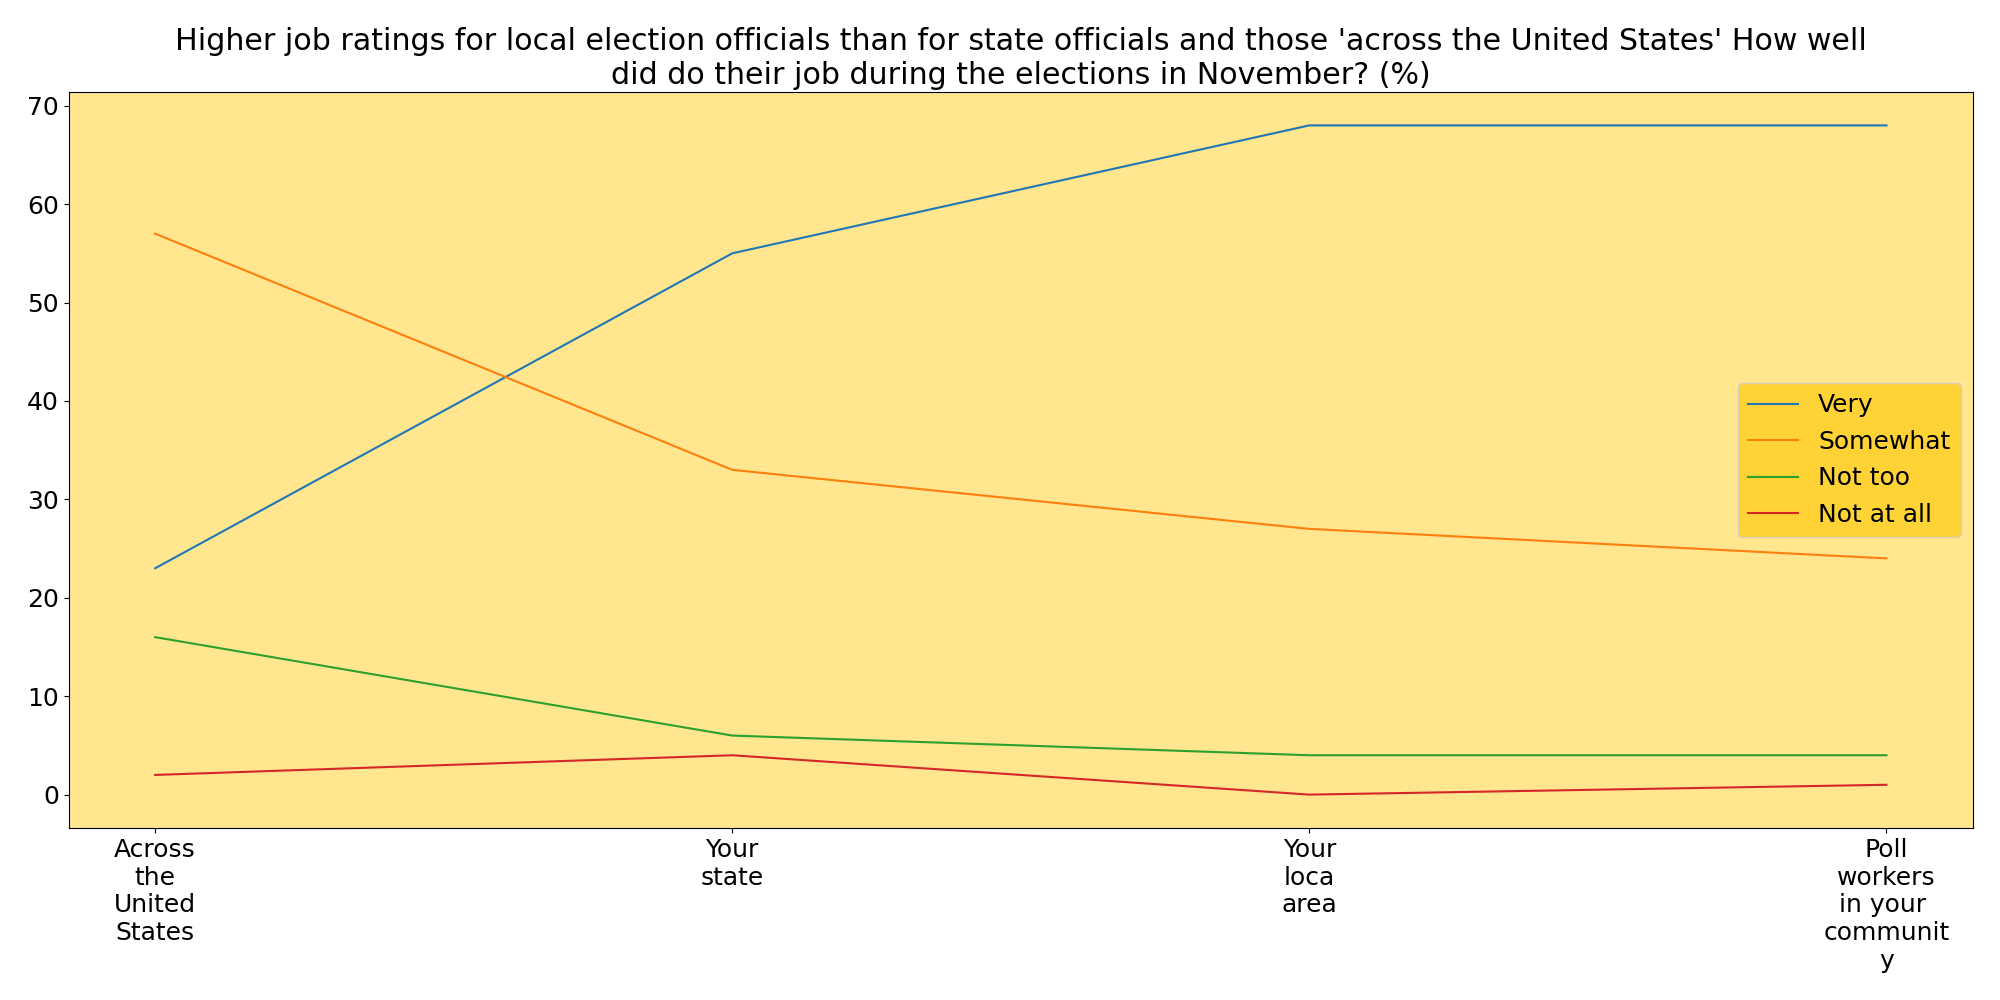 Higher job ratings for local election officials than for state officials and those 'across the United States' How well
did do their job during the elections in November? (%)
70
60
50
40
30
20
10
0
Very
Somewhat
Not too
Not at all
Across
the
United
States
Your
state
Your
loca
area
Poll
workers
in your
communit
y